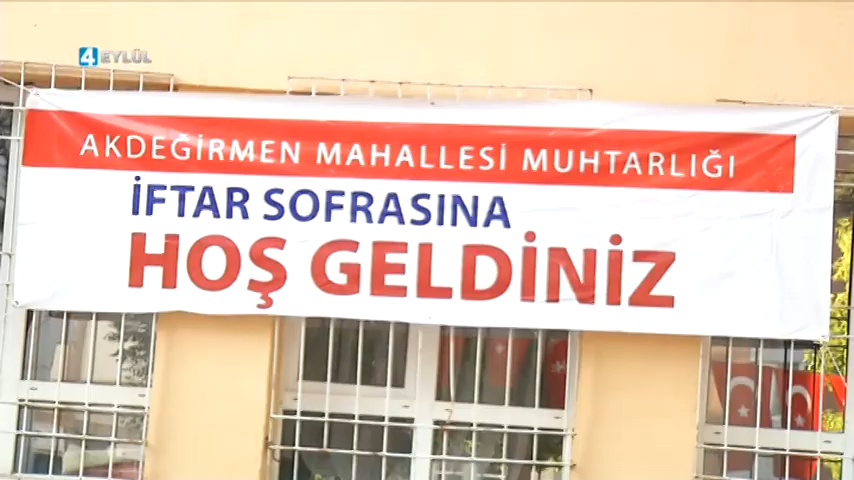 4 EYLÜL
AKDEĞİRMEN MAHALLESİ MUHTARLIĞI
İFTAR SOFRASINA
HOŞ GELDİNİZ